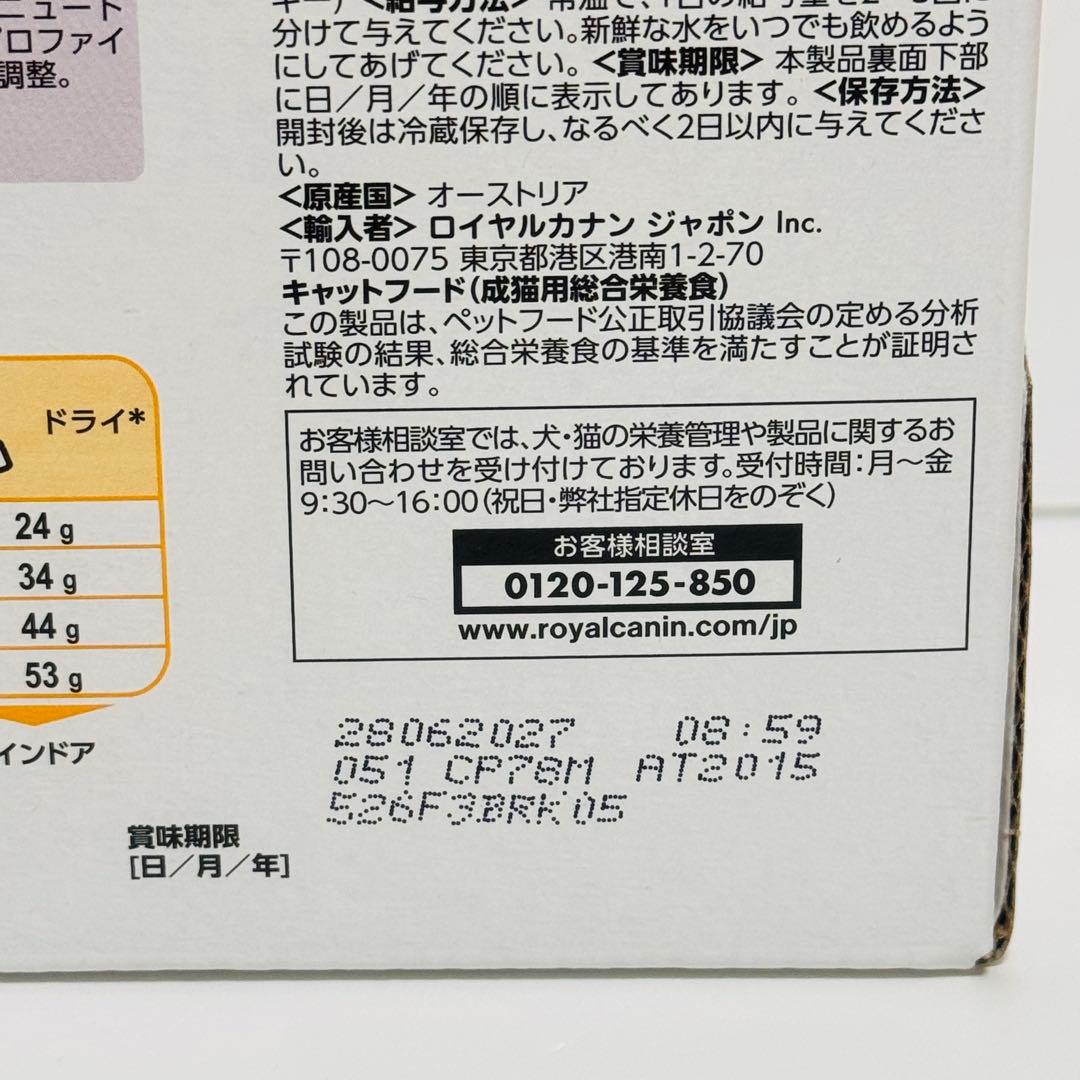 ニュート
プロファイ
調整。
キー) <給与方法> 常温で、1日の給与量を2~3回に
分けて与えてください。新鮮な水をいつでも飲めるよう
にしてあげてください。<賞味期限> 本製品裏面下部
に日/月/年の順に表示してあります。<保存方法>
開封後は冷蔵保存し、なるべく2日以内に与えてくださ
い。
<原産国> オーストリア
<輸入者> ロイヤルカナン ジャポン Inc.
〒108-0075 東京都港区港南1-2-70
キャットフード(成猫用総合栄養食)
この製品は、ペットフード公正取引協議会の定める分析
試験の結果、総合栄養食の基準を満たすことが証明さ
れています。
お客様相談室では、犬・猫の栄養管理や製品に関するお
問い合わせを受け付けております。受付時間:月~金
9:30~16:00(祝日・弊社指定休日をのぞく)
お客様相談室
0120-125-850
www.royalcanin.com/jp
ドライ*
24 g
34 g
44 g
53 g
インドア
28062027 08:59
051 CP78M AT2015
526F3BRK05
賞味期限
[日/月/年]